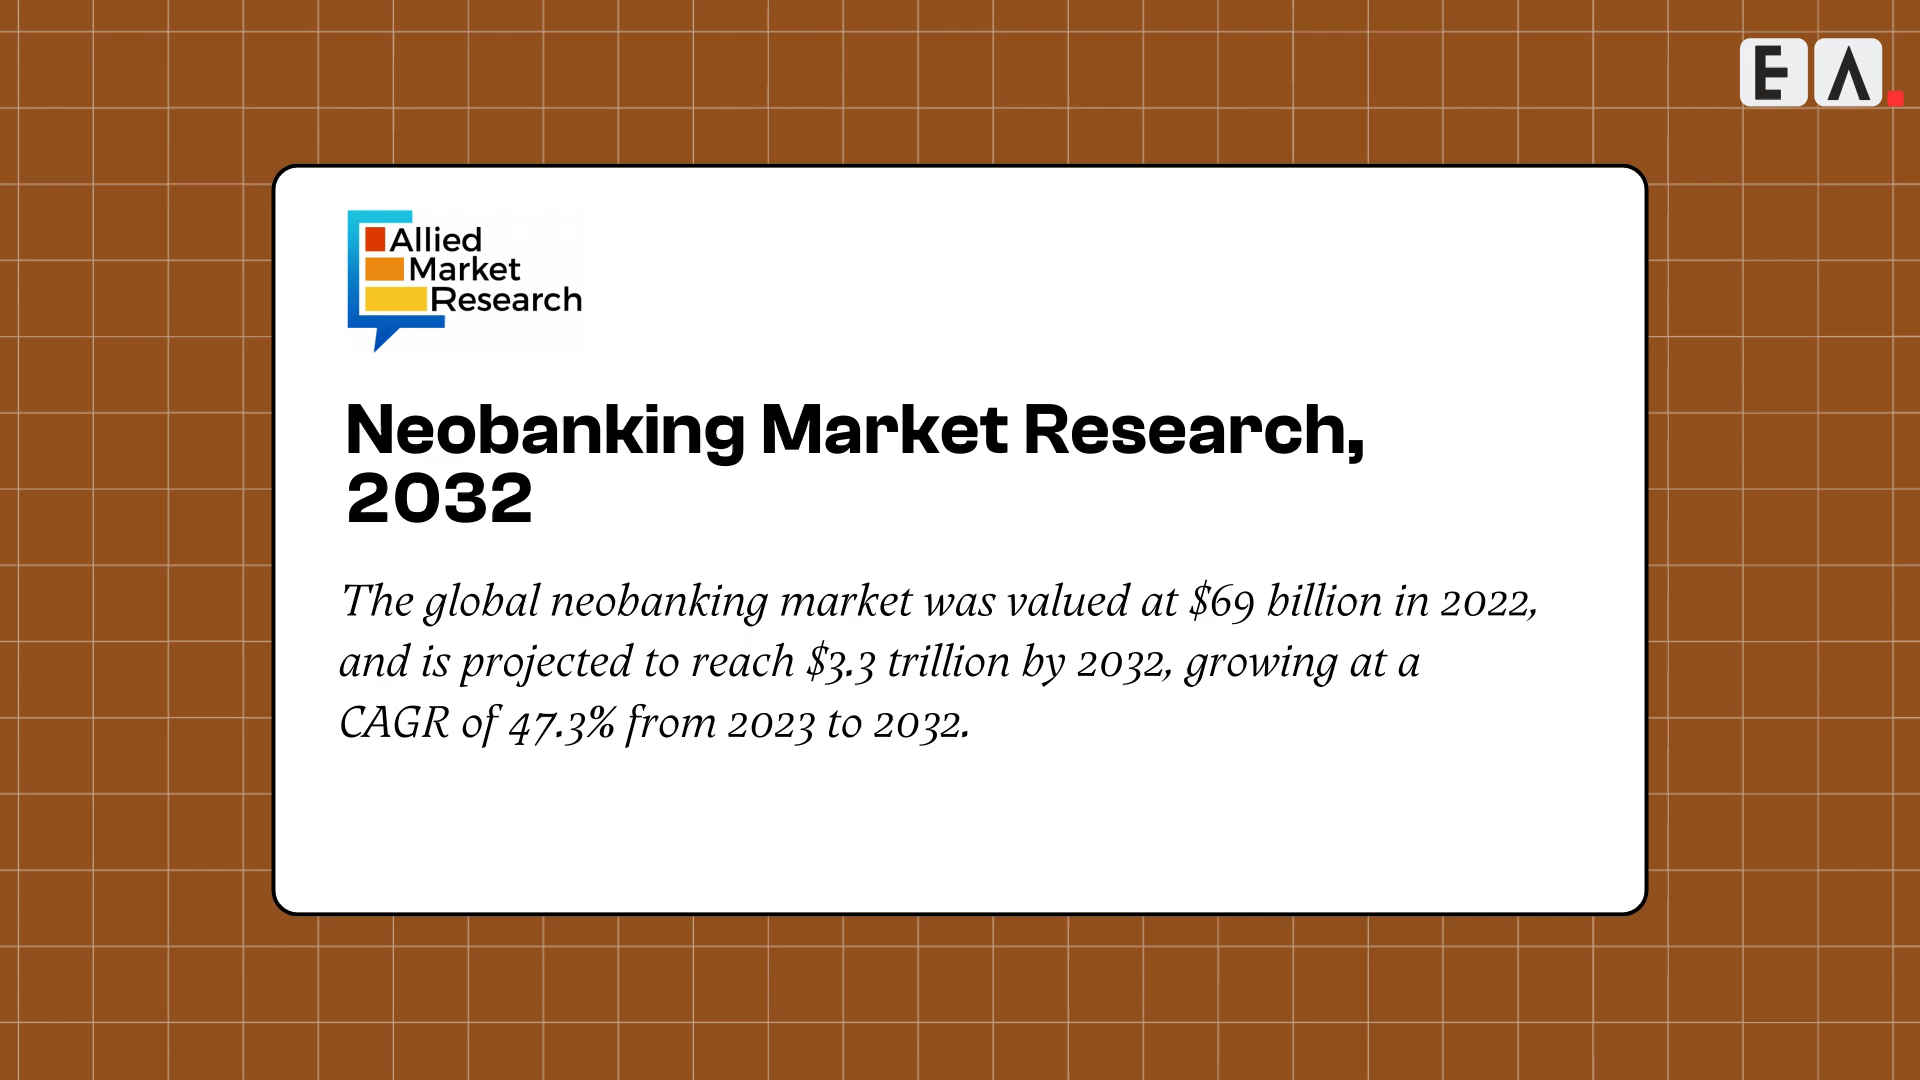 EA.
Allied
Market
Research
Neobanking Market Research,
2032
The global neobanking market was valued at $69 billion in 2022,
and is projected to reach $3.3 trillion by 2032, growing at a
CAGR of 47.3% from 2023 to 2032.